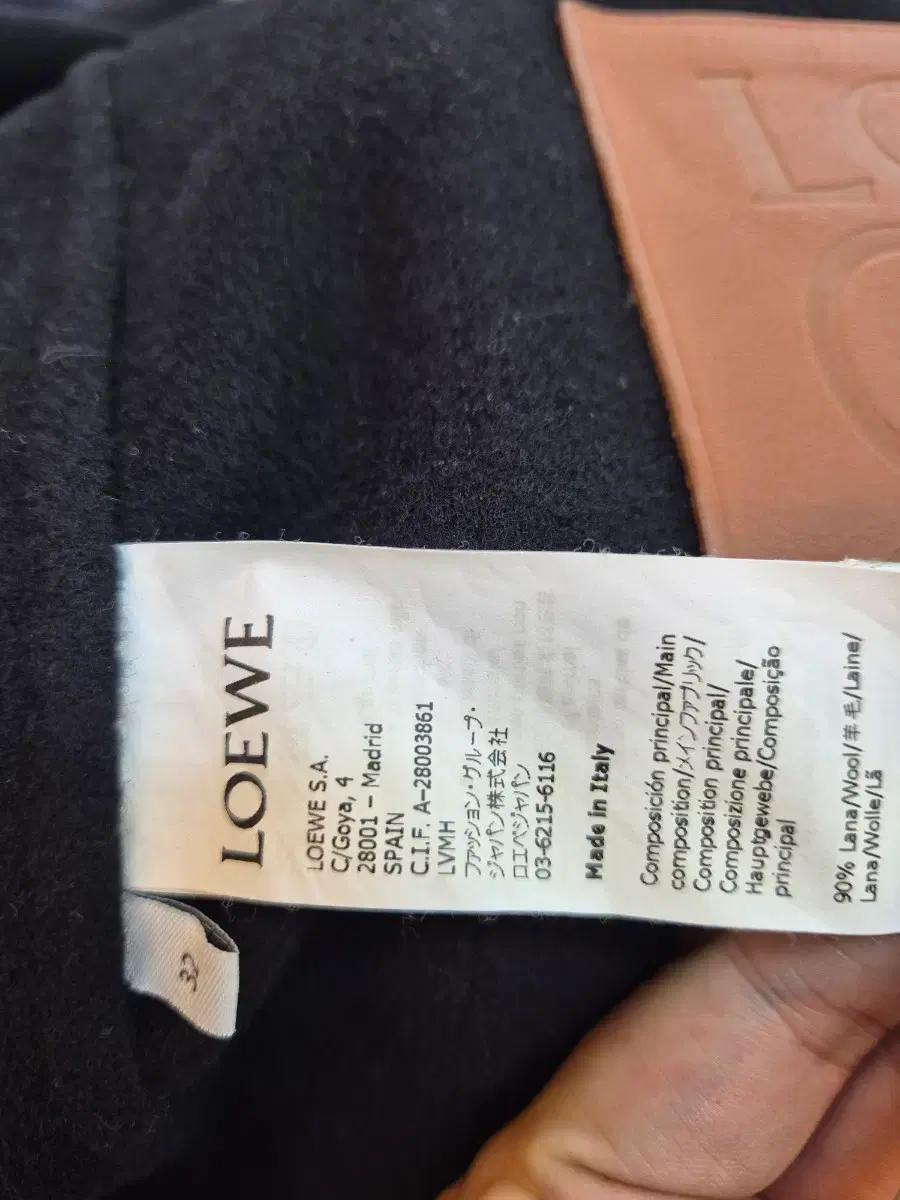 LOEWE
LOEWE S.A.
C/Goya, 4
28001 – Madrid
SPAIN
C.I.F. A-28003861
LVMH
ファッション・グループ・
ジャパン株式会社
ロエベジャパン
03-6215-6116
Made in Italy
Composición principal/Main
composition/メインファブリック/
Composition principal/
Composizione principale/
Hauptgewebe/Composição
principal
90% Lana/Wool/羊毛/Laine/
Lana/Wolle/Lã
32
LO